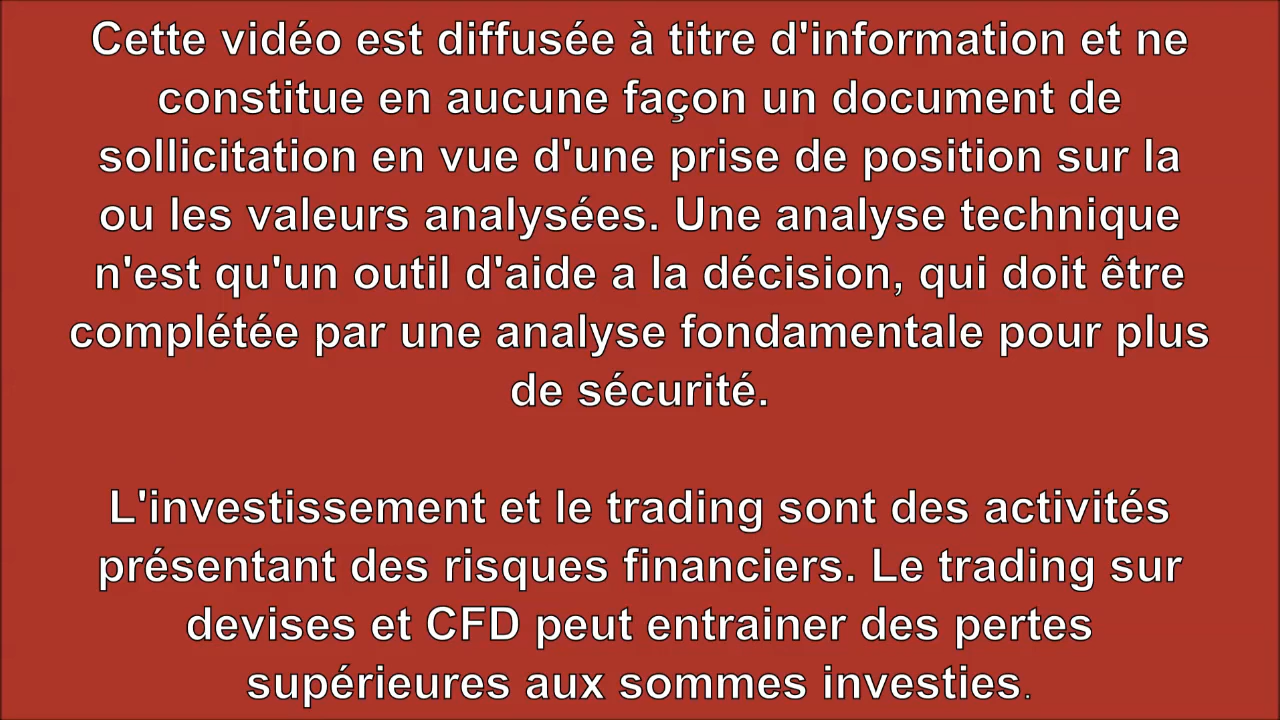 Cette vidéo est diffusée à titre d'information et ne
constitue en aucune façon un document de
sollicitation en vue d'une prise de position sur la
ou les valeurs analysées. Une analyse technique
n'est qu'un outil d'aide a la décision, qui doit être
complétée par une analyse fondamentale pour plus
de sécurité.
L'investissement et le trading sont des activités
présentant des risques financiers. Le trading sur
devises et CFD peut entrainer des pertes
supérieures aux sommes investies.